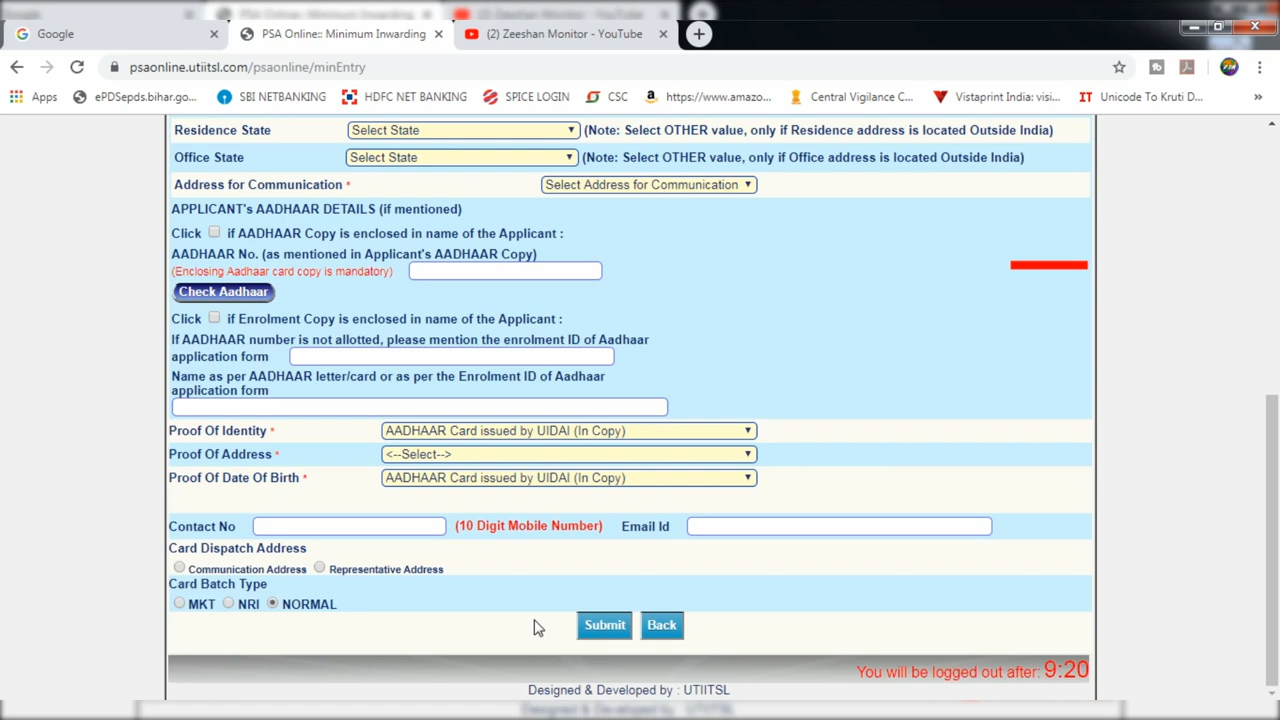 Google
PSA Online:: Minimum Inwarding
(2) Zeeshan Monitor - YouTube
psaonline.utiitsl.com/psaonline/minEntry
Apps
ePDSepds.bihar.go...
SBI NETBANKING
HDFC NET BANKING
SPICE LOGIN
CSC
https://www.amazo...
Central Vigilance C...
Vistaprint India: visi...
Unicode To Kruti D...
»
Residence State Select State (Note: Select OTHER value, only if Residence address is located Outside India)
Office State Select State (Note: Select OTHER value, only if Office address is located Outside India)
Address for Communication * Select Address for Communication
APPLICANT's AADHAAR DETAILS (if mentioned)
Click if AADHAAR Copy is enclosed in name of the Applicant :
AADHAAR No. (as mentioned in Applicant's AADHAAR Copy)
(Enclosing Aadhaar card copy is mandatory)
Check Aadhaar
Click if Enrolment Copy is enclosed in name of the Applicant :
If AADHAAR number is not allotted, please mention the enrolment ID of Aadhaar
application form
Name as per AADHAAR letter/card or as per the Enrolment ID of Aadhaar
application form
Proof Of Identity * AADHAAR Card issued by UIDAI (In Copy)
Proof Of Address * <--Select-->
Proof Of Date Of Birth * AADHAAR Card issued by UIDAI (In Copy)
Contact No (10 Digit Mobile Number) Email Id
Card Dispatch Address
Communication Address Representative Address
Card Batch Type
MKT NRI NORMAL
Submit Back
You will be logged out after: 9:20
Designed & Developed by : UTIITSL